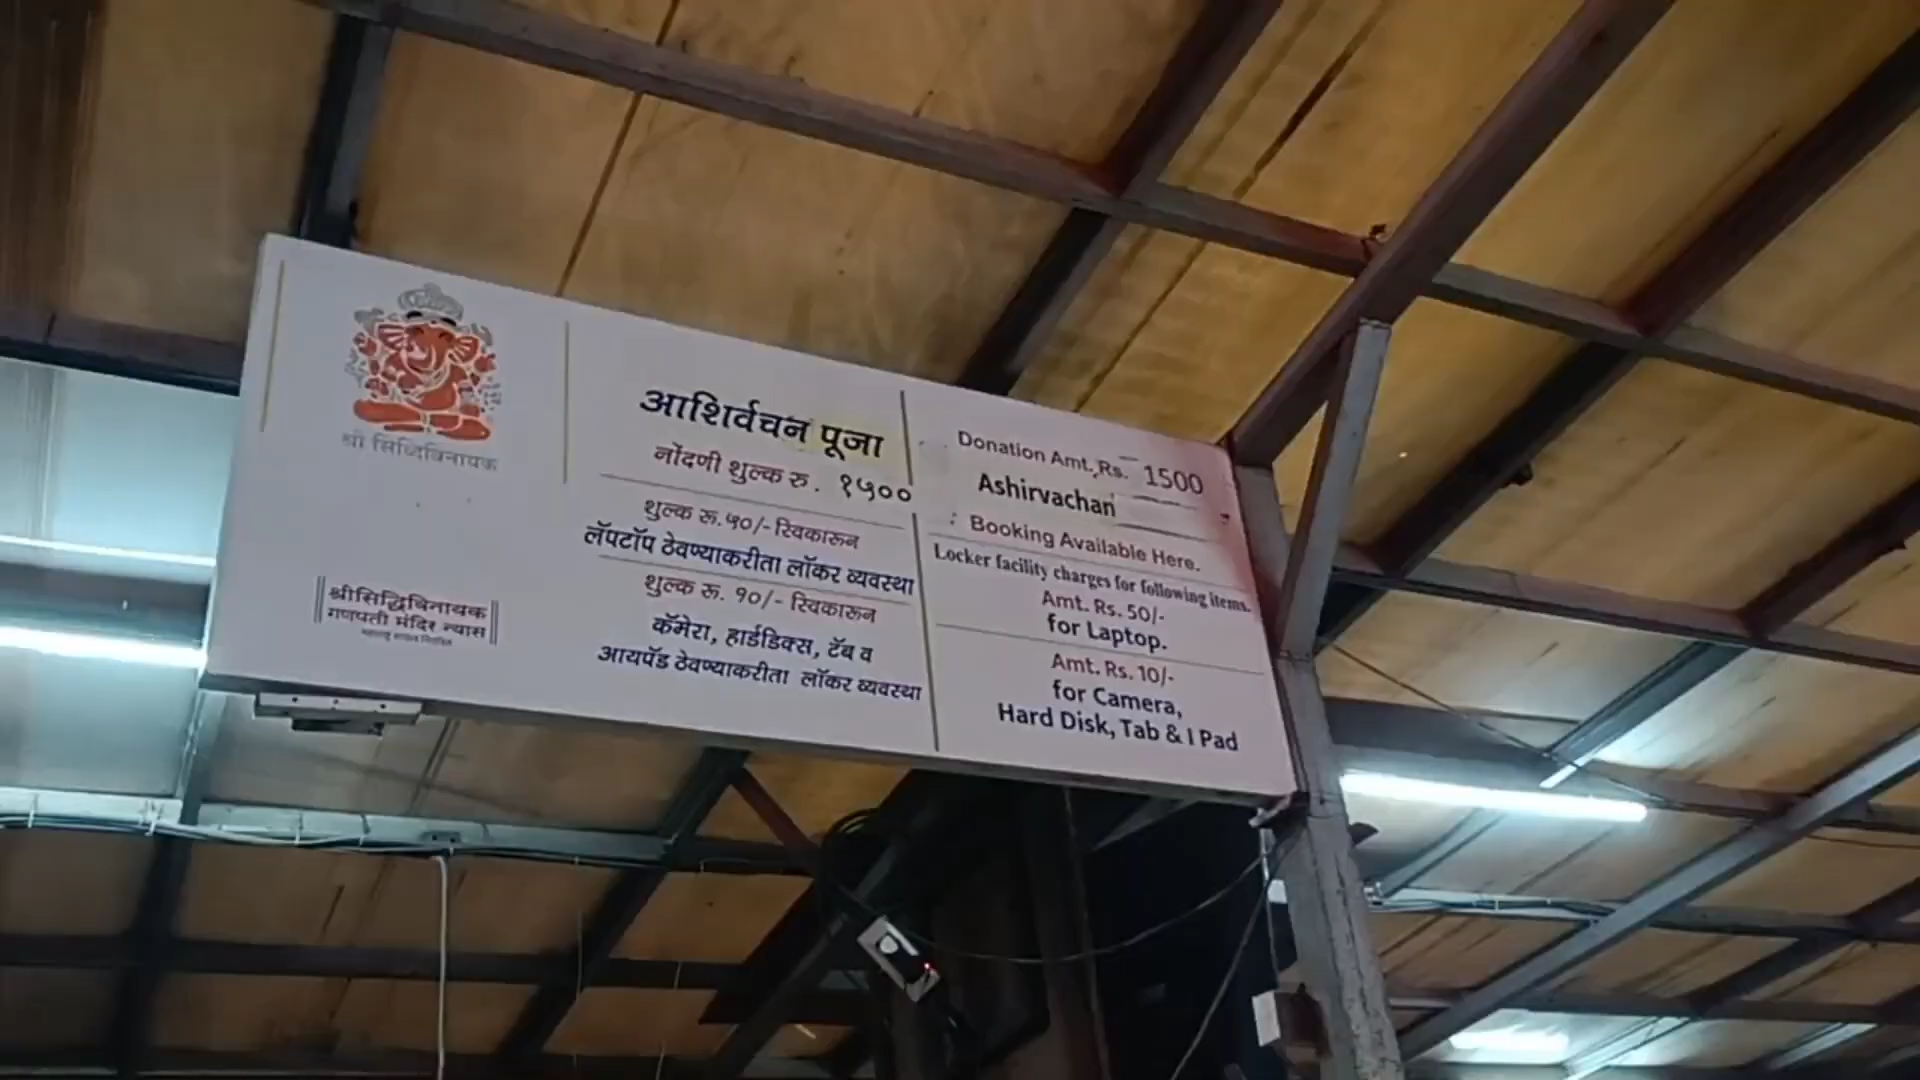 श्री सिध्दिविनायक
श्रीसिद्धिविनायक
गणपती मंदिर न्यास
आशिर्वचन पूजा
नोंदणी शुल्क रु. १५००
शुल्क रू.५०/- स्विकारून
लॅपटॉप ठेवण्याकरीता लॉकर व्यवस्था
शुल्क रू. १०/- स्विकारून
कॅमेरा, हार्डडिक्स, टॅब व
आयपॅड ठेवण्याकरीता लॉकर व्यवस्था
Donation Amt. Rs. 1500
Ashirvachan
Booking Available Here.
Locker facility charges for following items.
Amt. Rs. 50/-
for Laptop.
Amt. Rs. 10/-
for Camera,
Hard Disk, Tab & I Pad